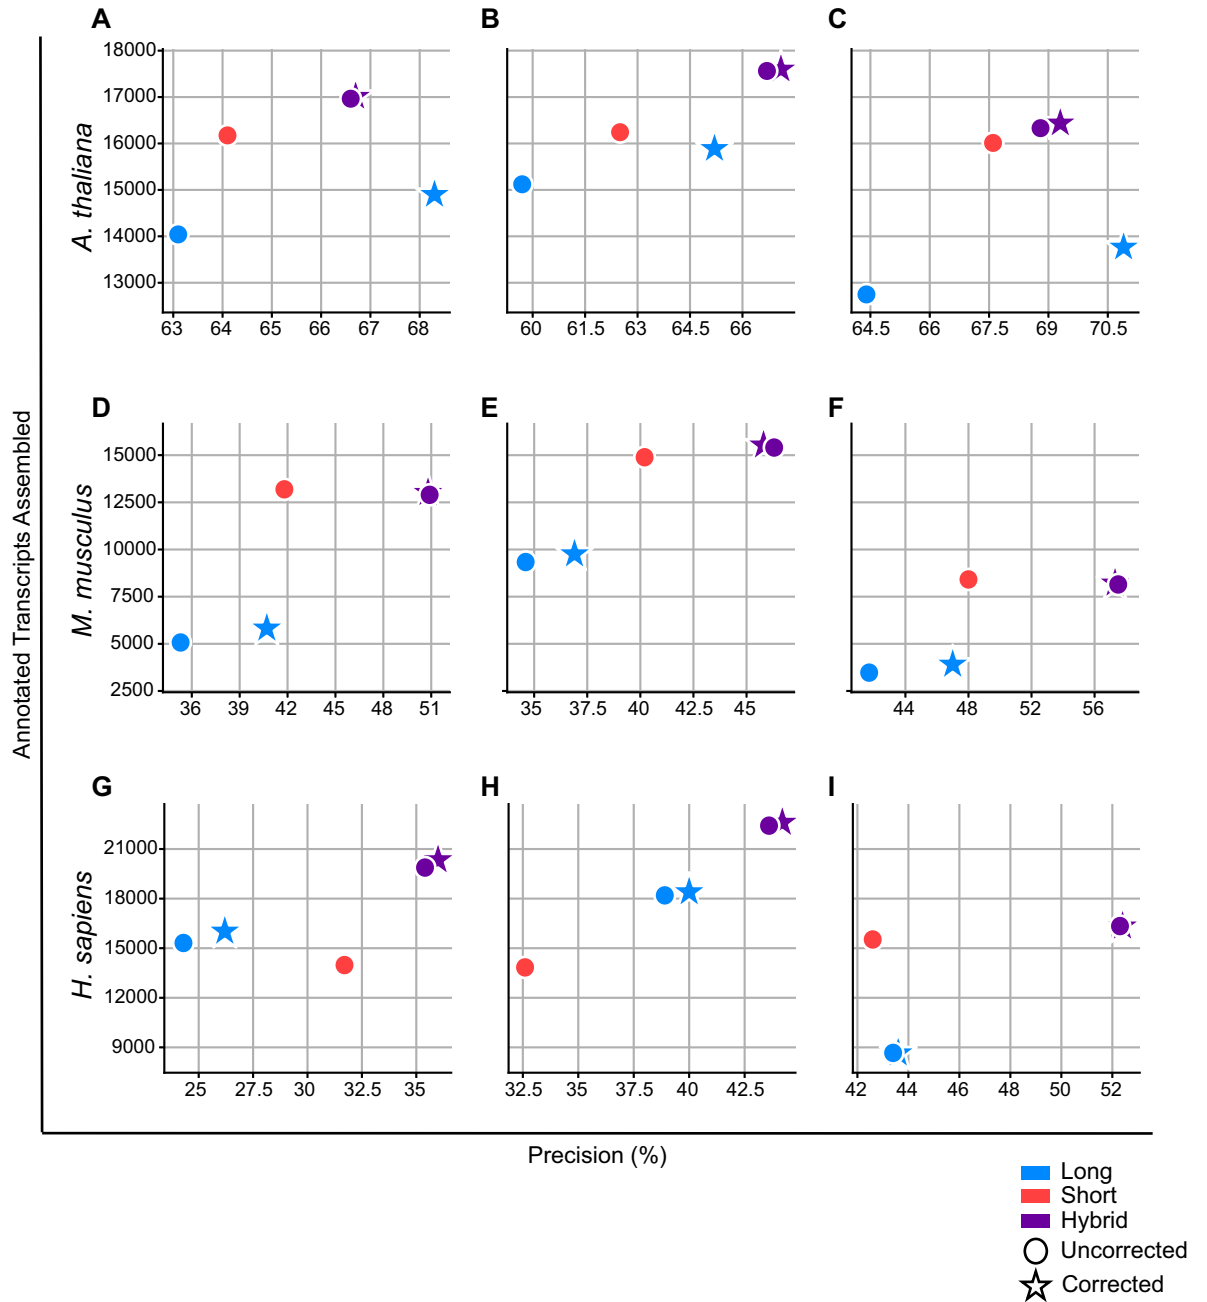 A
B
C
18000
17000
16000
15000
14000
13000
A. thaliana
63 64 65 66 67 68
60 61.5 63 64.5 66
64.5 66 67.5 69 70.5
D
E
F
15000
12500
10000
7500
5000
2500
M. musculus
Annotated Transcripts Assembled
36 39 42 45 48 51
35 37.5 40 42.5 45
44 48 52 56
G
H
I
21000
18000
15000
12000
9000
H. sapiens
25 27.5 30 32.5 35
32.5 35 37.5 40 42.5
42 44 46 48 50 52
Precision (%)
Long
Short
Hybrid
Uncorrected
Corrected